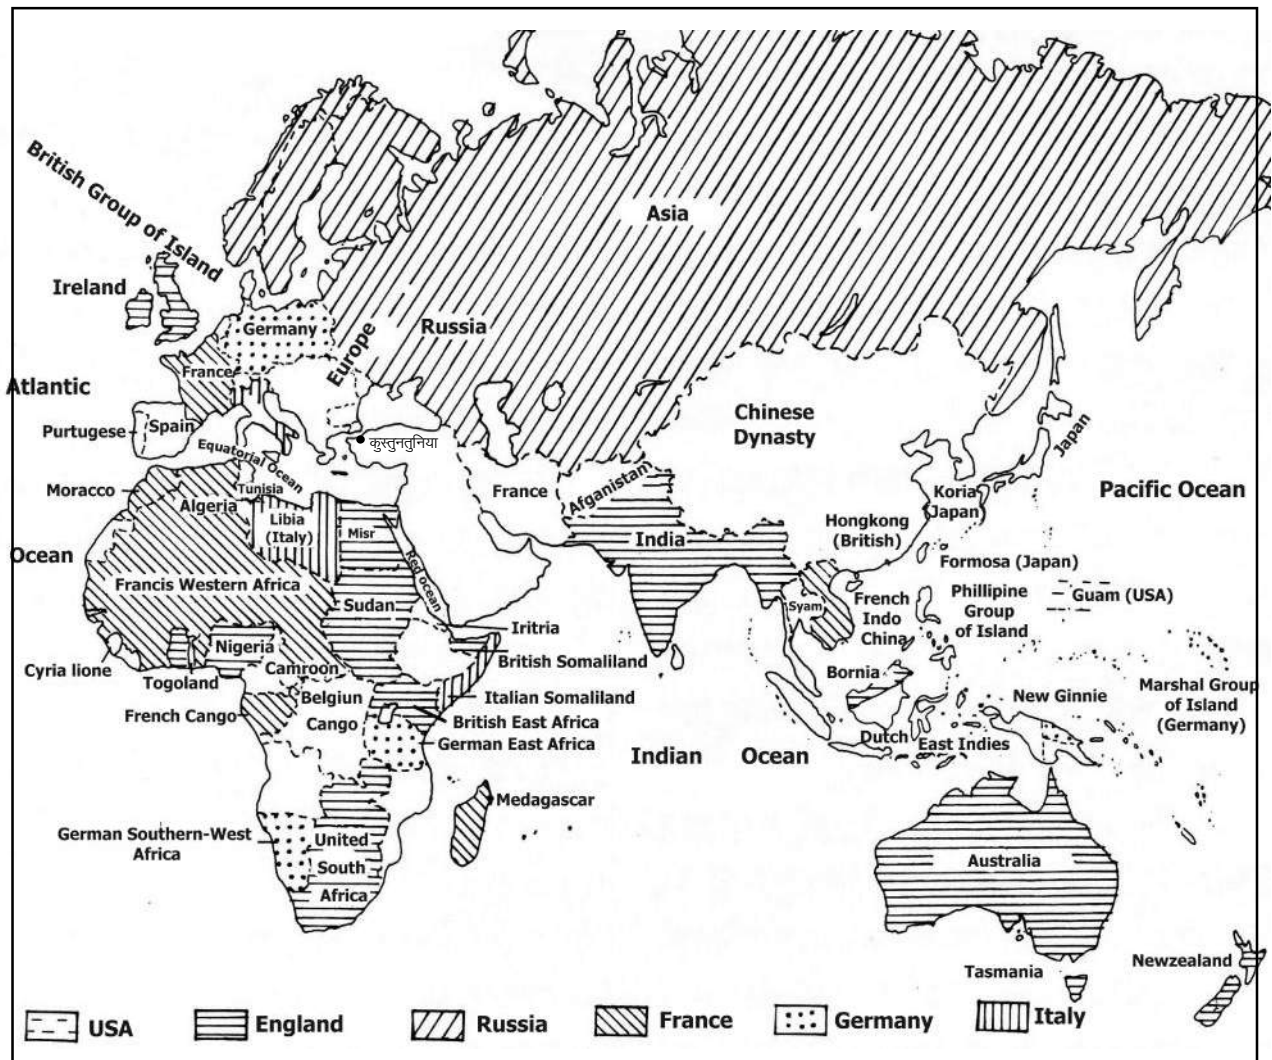 British Group of Island
Ireland
Asia
Russia
Germany
Europe
France
Atlantic
Purtugese
Spain
Equatorial Ocean
कुस्तुनतुनिया
Chinese
Dynasty
Japan
Moracco
Algeria
Tunisia
France
Afganistan
Koria
Japan
Pacific Ocean
Libia
(Italy)
Misr
India
Hongkong
(British)
Ocean
Red ocean
Formosa (Japan)
Francis Western Africa
Sudan
Syam
French
Indo
China
Phillipine
Group
of Island
Guam (USA)
Iritria
Nigeria
British Somaliland
Cyria lione
Togoland
Camroon
Bornia
Belgiun
Cango
Italian Somaliland
New Ginnie
Marshal Group
of Island
(Germany)
French Cango
British East Africa
German East Africa
Dutch
East Indies
Indian Ocean
Medagascar
German Southern-West
Africa
United
South
Africa
Australia
Tasmania
Newzealand
USA
England
Russia
France
Germany
Italy